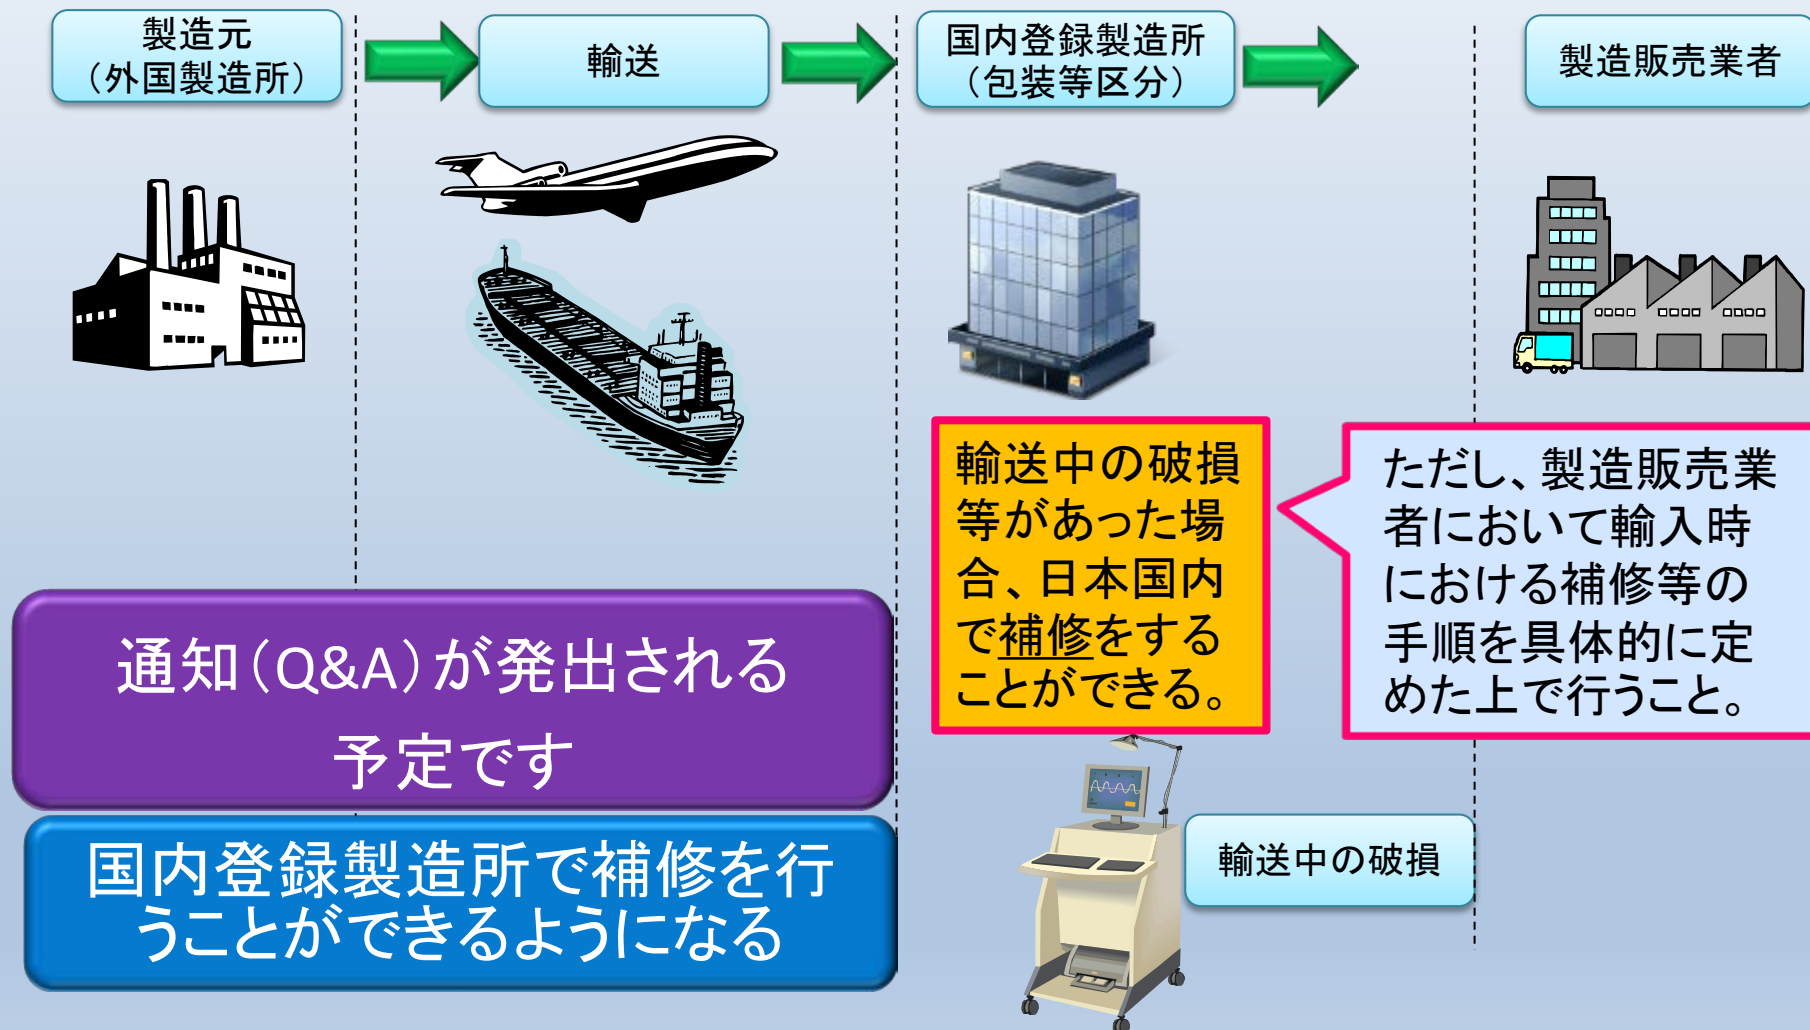 製造元
（外国製造所）
輸送
国内登録製造所
（包装等区分）
製造販売業者
輸送中の破損
等があった場
合、日本国内
で補修をする
ことができる。
ただし、製造販売業
者において輸入時
における補修等の
手順を具体的に定
めた上で行うこと。
通知（Q&A）が発出される
予定です
国内登録製造所で補修を行
うことができるようになる
輸送中の破損